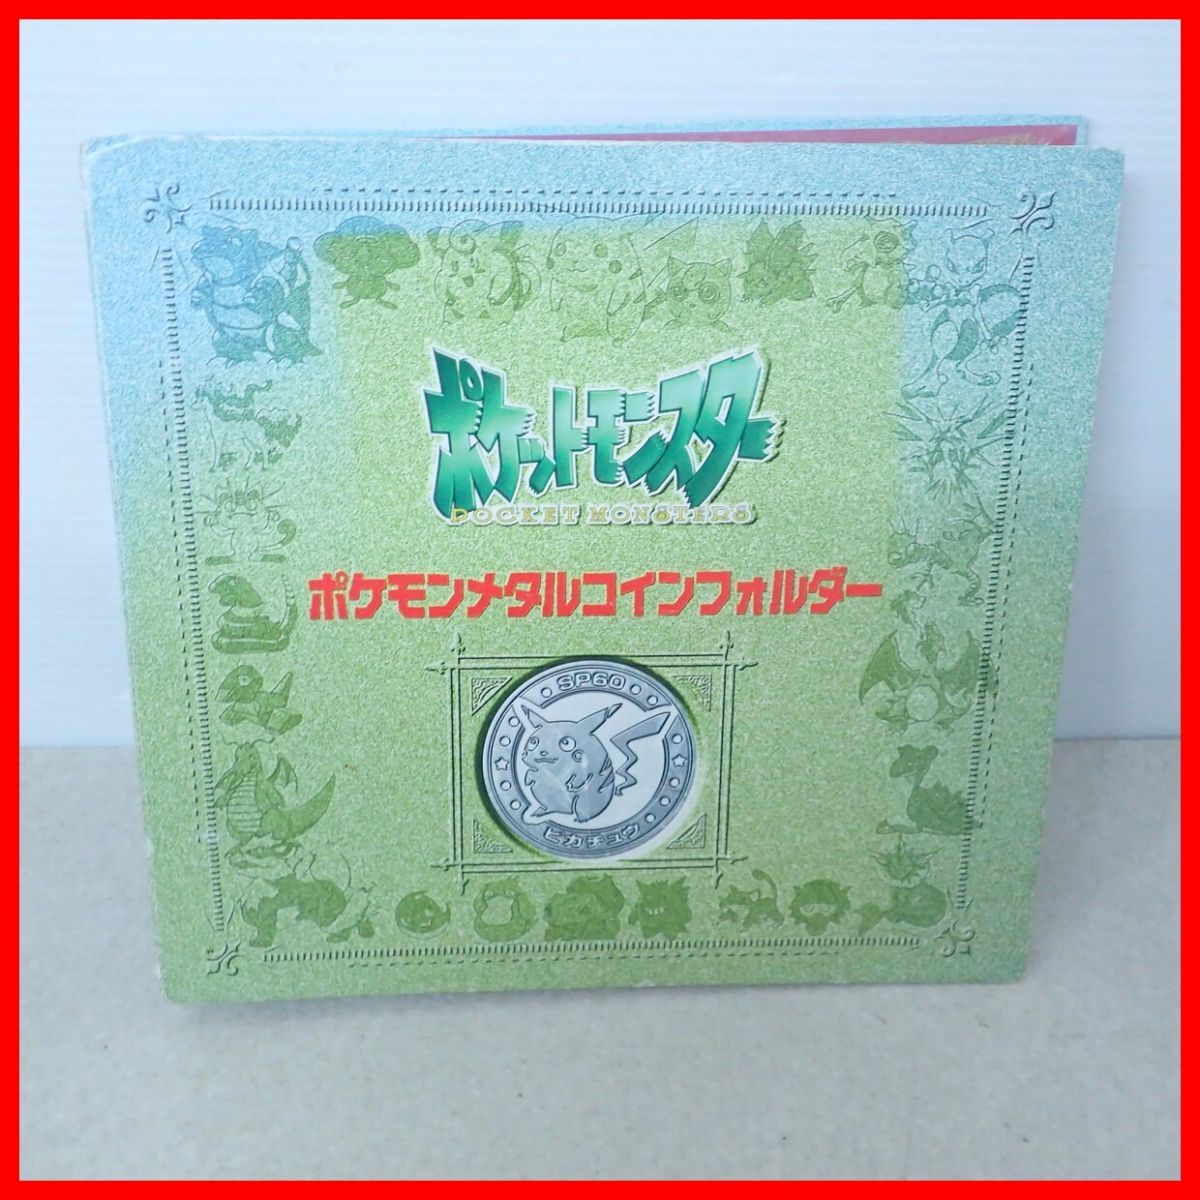 ポケットモンスター
POCKET MONSTERS
ポケモンメタルコインフォルダー
SP60
ピカチュウ